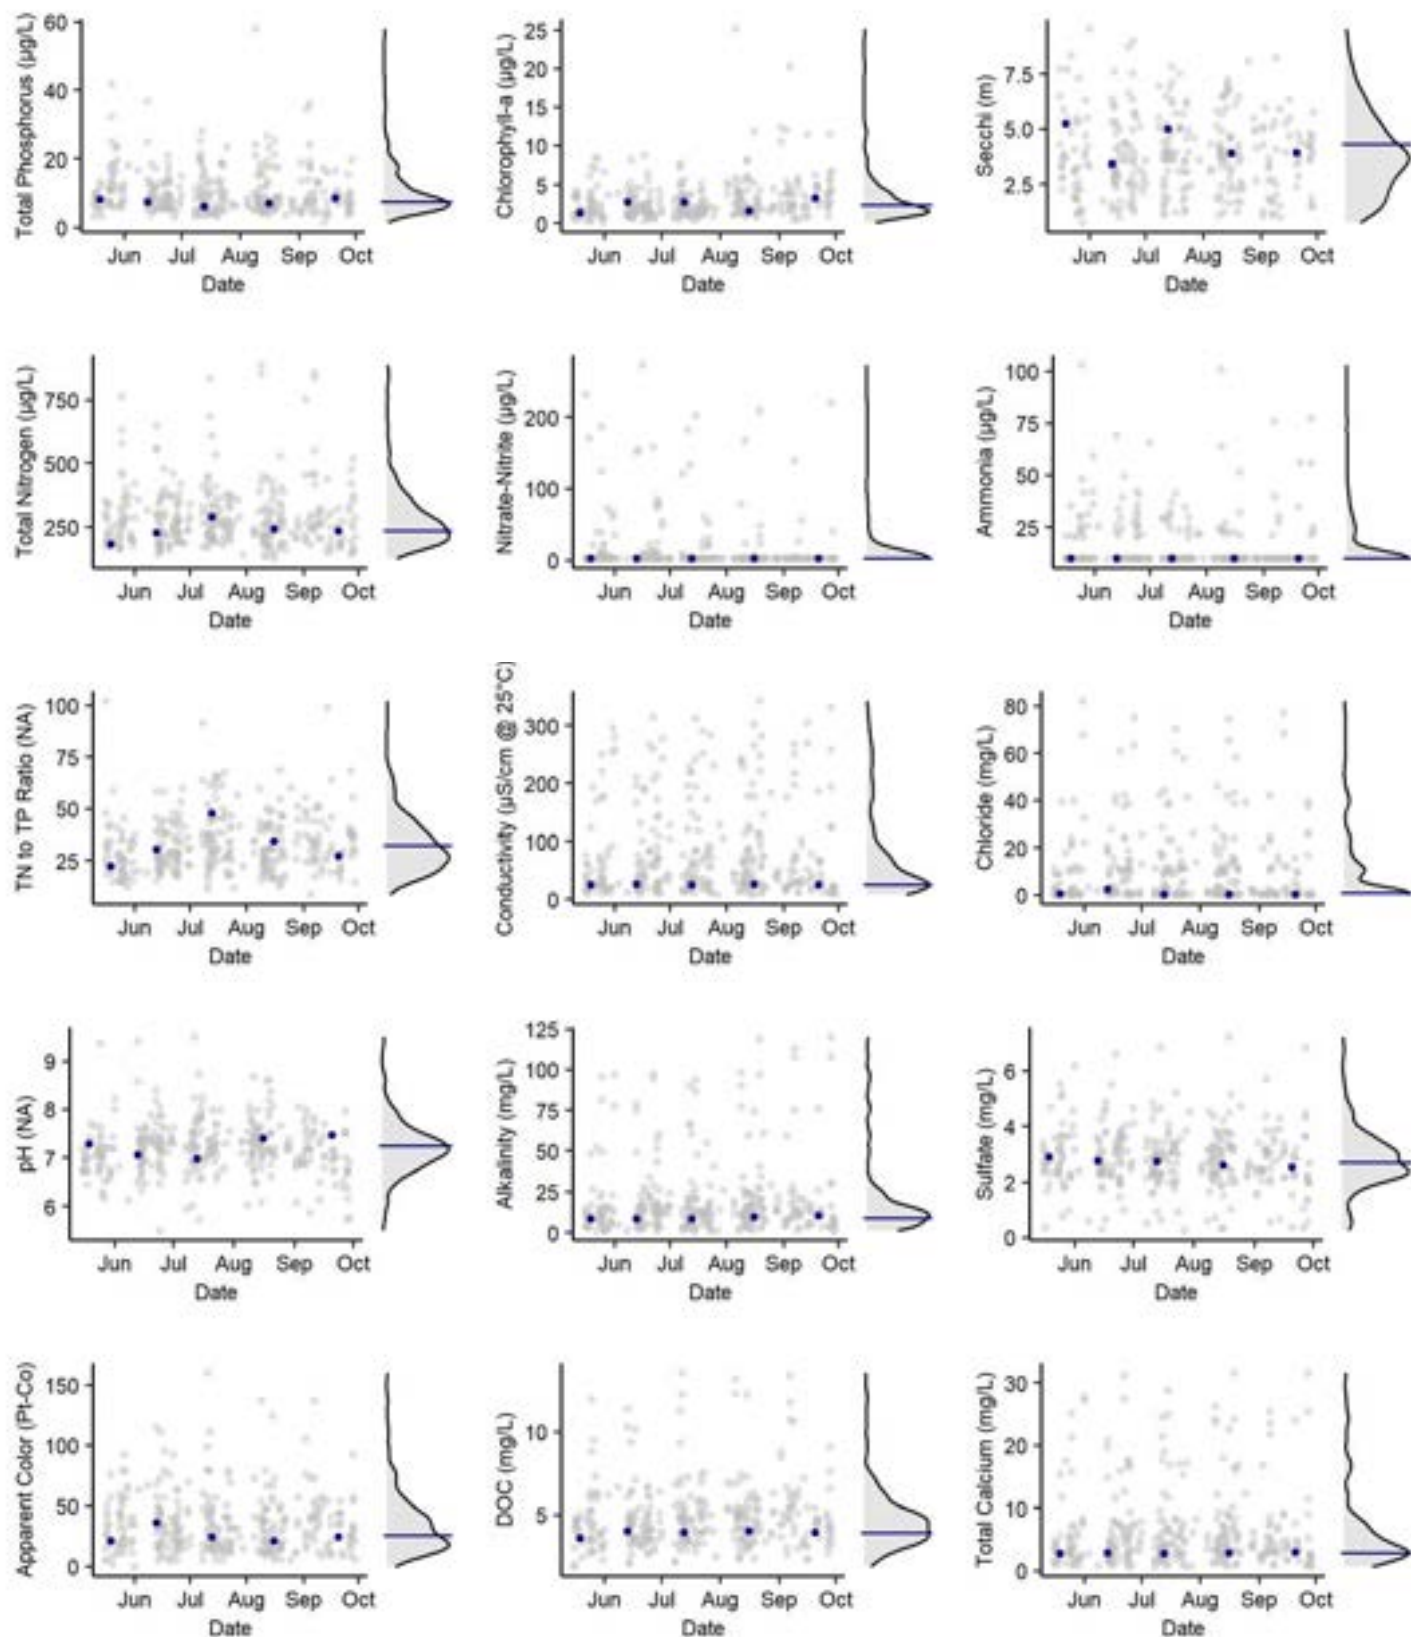 Total Phosphorus (µg/L)
60
40
20
0
Jun Jul Aug Sep Oct
Date
Chlorophyll-a (µg/L)
25
20
15
10
5
0
Jun Jul Aug Sep Oct
Date
Secchi (m)
7.5
5.0
2.5
Jun Jul Aug Sep Oct
Date
Total Nitrogen (µg/L)
750
500
250
Jun Jul Aug Sep Oct
Date
Nitrate-Nitrite (µg/L)
200
100
0
Jun Jul Aug Sep Oct
Date
Ammonia (µg/L)
100
75
50
25
Jun Jul Aug Sep Oct
Date
TN to TP Ratio (NA)
100
75
50
25
Jun Jul Aug Sep Oct
Date
Conductivity (µS/cm @ 25°C)
300
200
100
0
Jun Jul Aug Sep Oct
Date
Chloride (mg/L)
80
60
40
20
0
Jun Jul Aug Sep Oct
Date
pH (NA)
9
8
7
6
Jun Jul Aug Sep Oct
Date
Alkalinity (mg/L)
125
100
75
50
25
0
Jun Jul Aug Sep Oct
Date
Sulfate (mg/L)
6
4
2
0
Jun Jul Aug Sep Oct
Date
Apparent Color (Pt-Co)
150
100
50
0
Jun Jul Aug Sep Oct
Date
DOC (mg/L)
10
5
Jun Jul Aug Sep Oct
Date
Total Calcium (mg/L)
30
20
10
0
Jun Jul Aug Sep Oct
Date